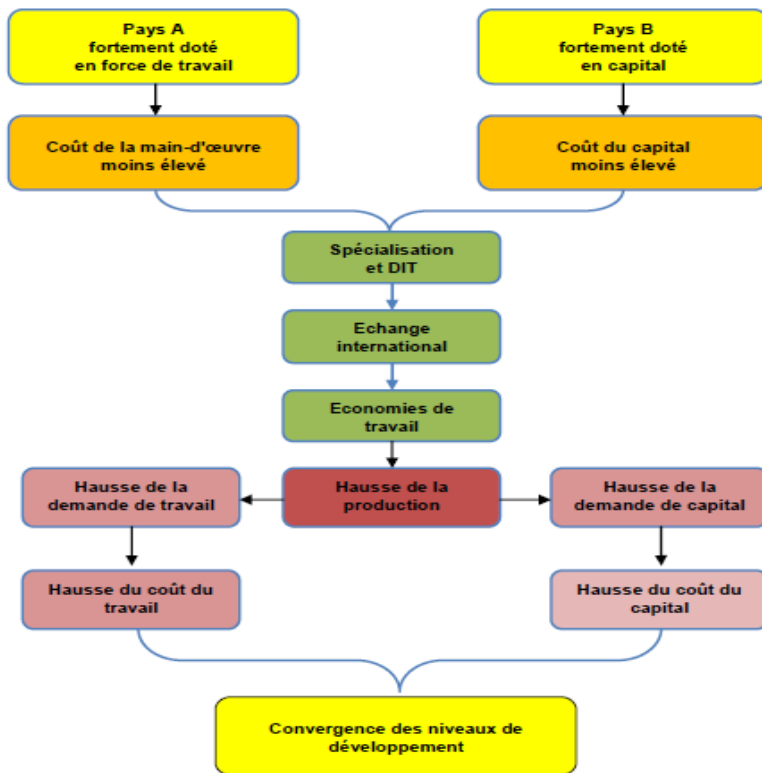 Pays A
fortement doté
en force de travail
Pays B
fortement doté
en capital
Coût de la main-d'œuvre
moins élevé
Coût du capital
moins élevé
Spécialisation
et DIT
Echange
international
Economies de
travail
Hausse de la
demande de travail
Hausse de la
production
Hausse de la
demande de capital
Hausse du coût du
travail
Hausse du coût du
capital
Convergence des niveaux de
développement